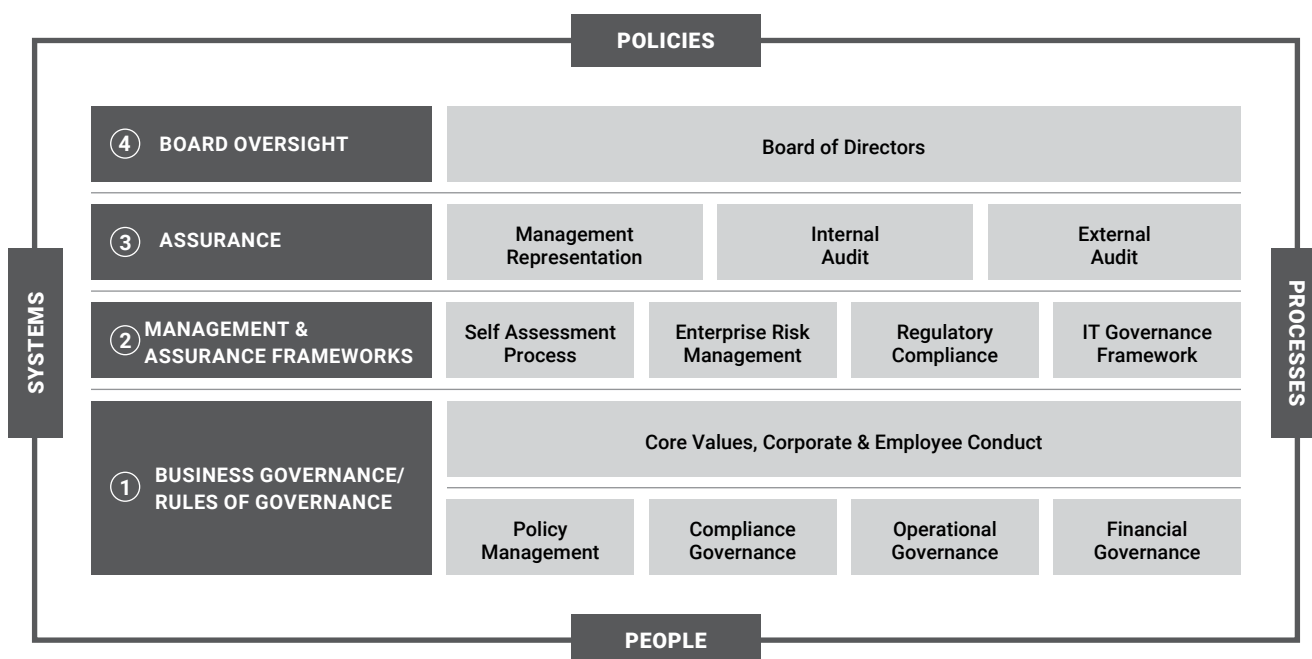 POLICIES
4 BOARD OVERSIGHT
Board of Directors
3 ASSURANCE
Management
Representation
Internal
Audit
External
Audit
SYSTEMS
PROCESSES
2 MANAGEMENT &
ASSURANCE FRAMEWORKS
Self Assessment
Process
Enterprise Risk
Management
Regulatory
Compliance
IT Governance
Framework
1 BUSINESS GOVERNANCE/
RULES OF GOVERNANCE
Core Values, Corporate & Employee Conduct
Policy
Management
Compliance
Governance
Operational
Governance
Financial
Governance
PEOPLE